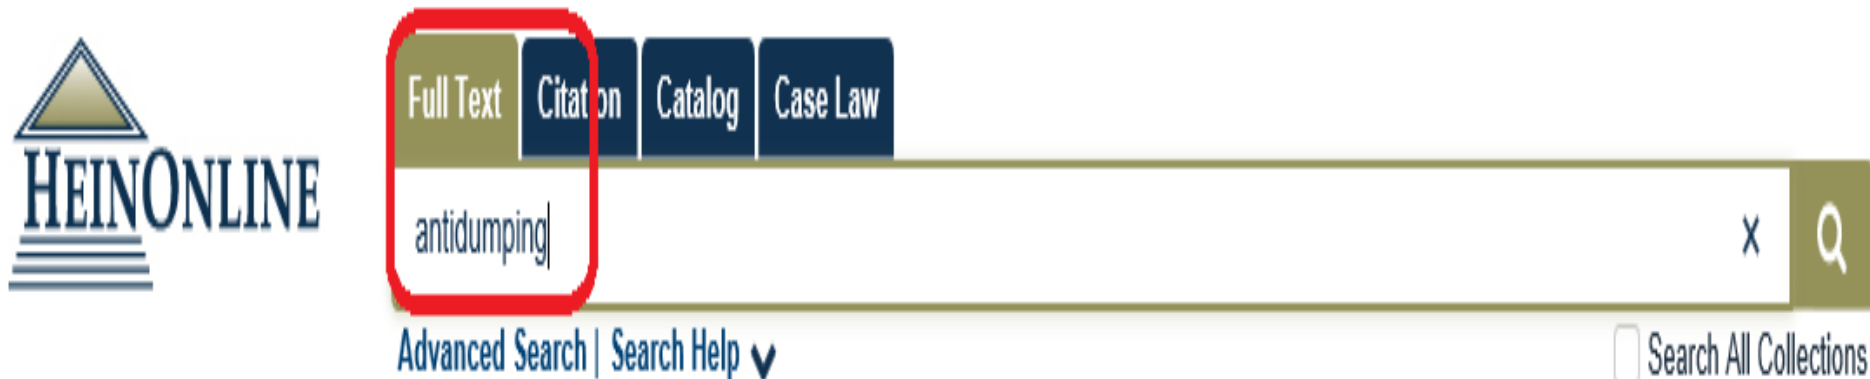 HEINONLINE
Full Text Citation Catalog Case Law
antidumping X
Advanced Search | Search Help
Search All Collections